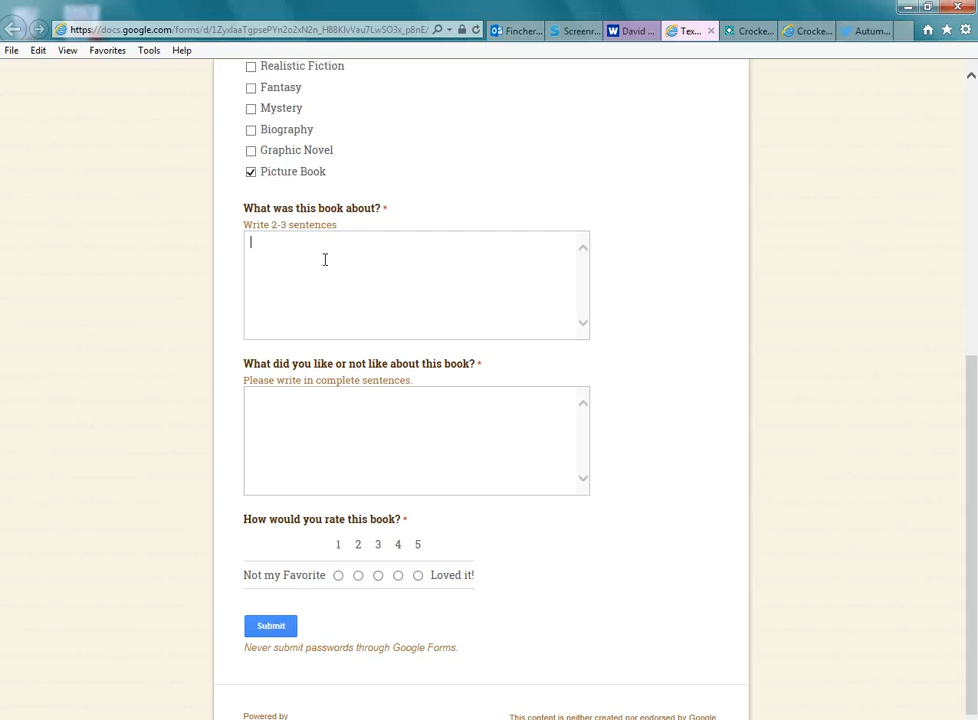 https://docs.google.com/forms/d/
Fincher...
Screenr...
David ...
Tex...
Crocke...
Crocke...
Autum...
File Edit View Favorites Tools Help
Realistic Fiction
Fantasy
Mystery
Biography
Graphic Novel
Picture Book
What was this book about? *
Write 2-3 sentences
What did you like or not like about this book? *
Please write in complete sentences.
How would you rate this book? *
1 2 3 4 5
Not my Favorite Loved it!
Submit
Never submit passwords through Google Forms.
Powered by
This content is neither created nor endorsed by Google